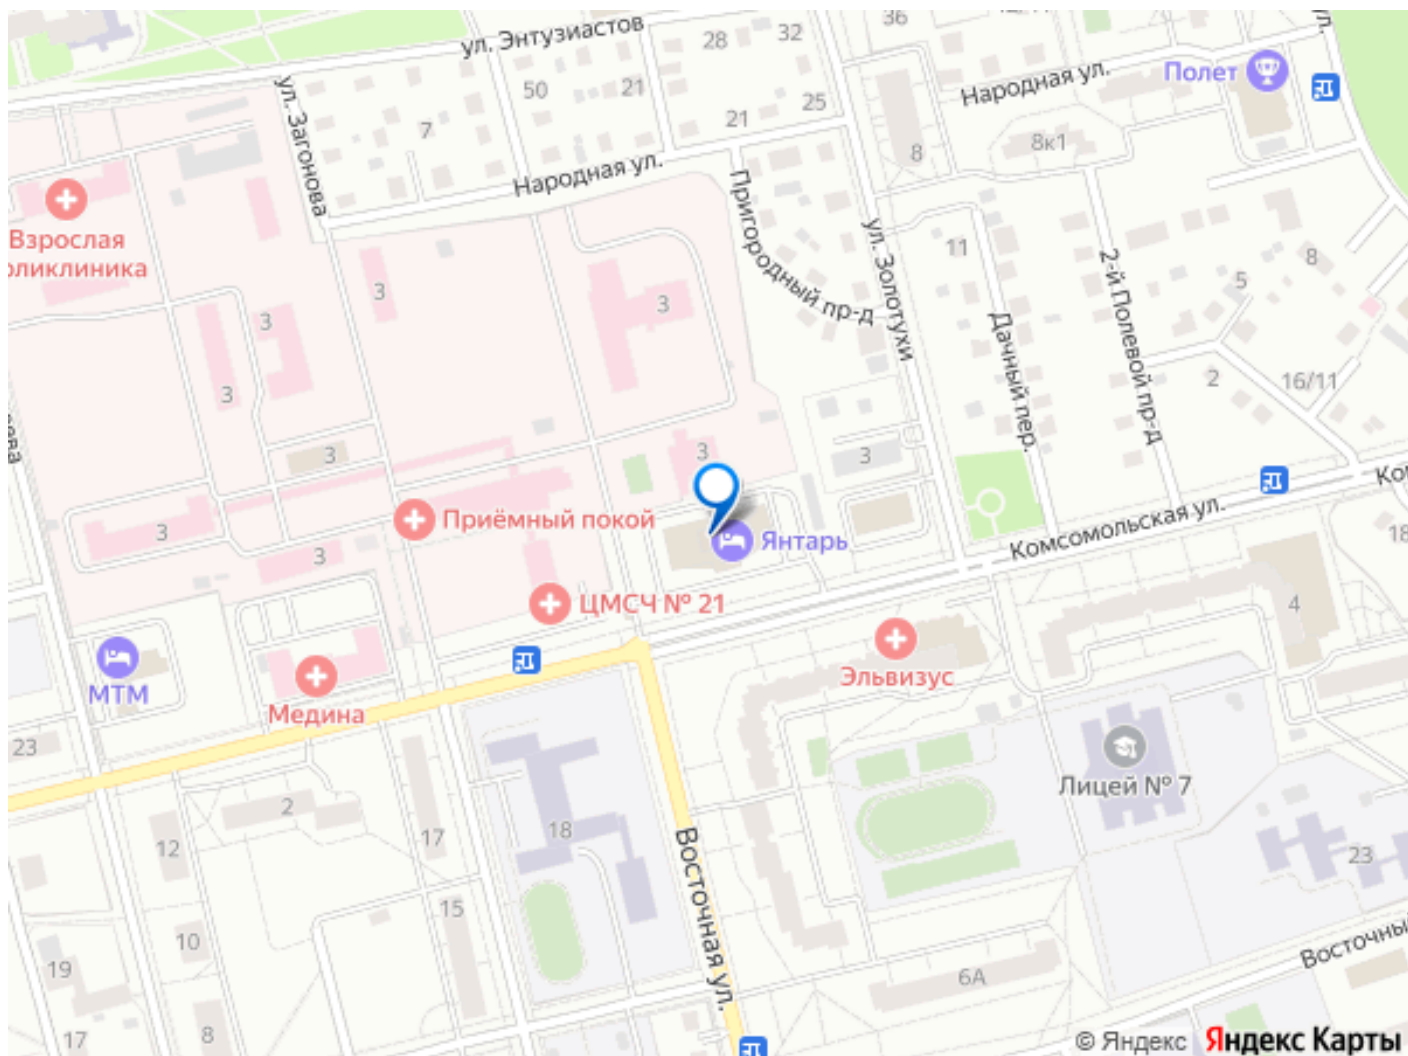 ул. Энтузиастов
28
32
36
ул. Загонова
50
21
7
21
25
Народная ул.
Народная ул.
Полет
8
8к1
Взрослая
оликлиника
Пригородный пр-д
ул. Золотухи
11
Дачный пер.
2-й Полевой пр-д
5
8
2
16/11
3
3
3
3
3
3
3
3
3
Приёмный покой
Янтарь
ЦМСЧ № 21
Комсомольская ул.
18
4
МТМ
Медина
Эльвизус
Лицей № 7
23
2
12
17
18
15
10
19
17
8
Восточная ул.
6А
23
Восточны
© Яндекс Яндекс Карты